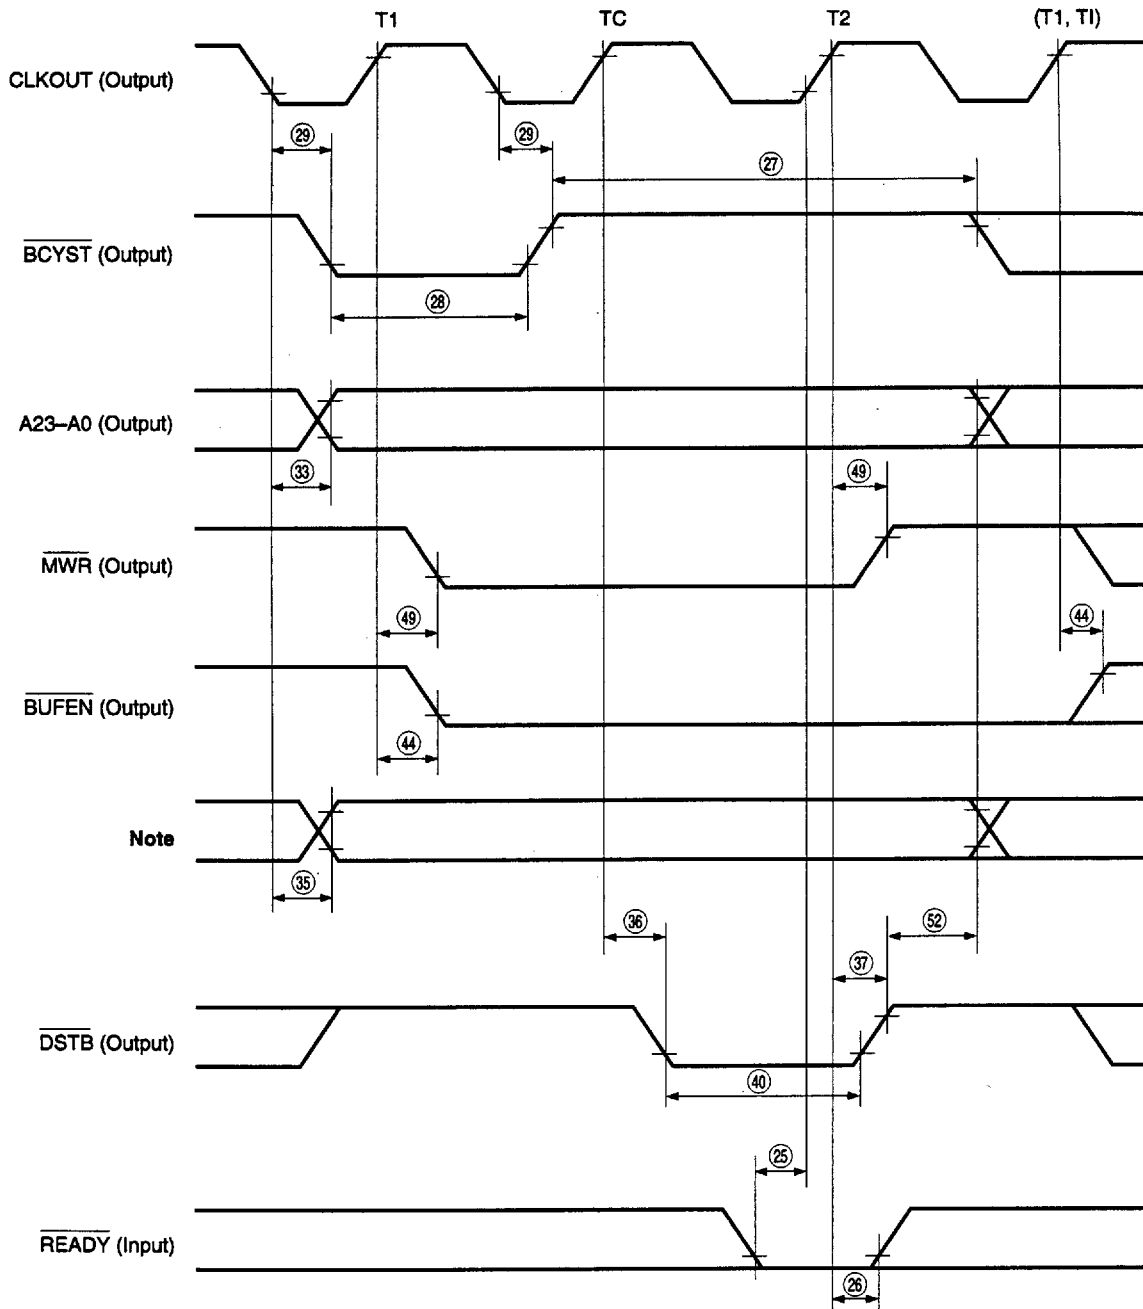 T1 TC T2 (T1, TI)
CLKOUT (Output)
29 29
27
BCYST (Output)
28
A23–A0 (Output)
33 49
MWR (Output)
49 44
BUFEN (Output)
44
Note
35
36 52
37
DSTB (Output)
40
25
READY (Input)
26